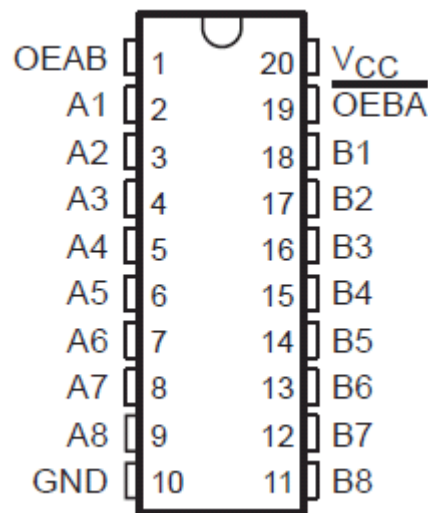 OEAB 1 20 VCC
A1 2 19 OEBA
A2 3 18 B1
A3 4 17 B2
A4 5 16 B3
A5 6 15 B4
A6 7 14 B5
A7 8 13 B6
A8 9 12 B7
GND 10 11 B8